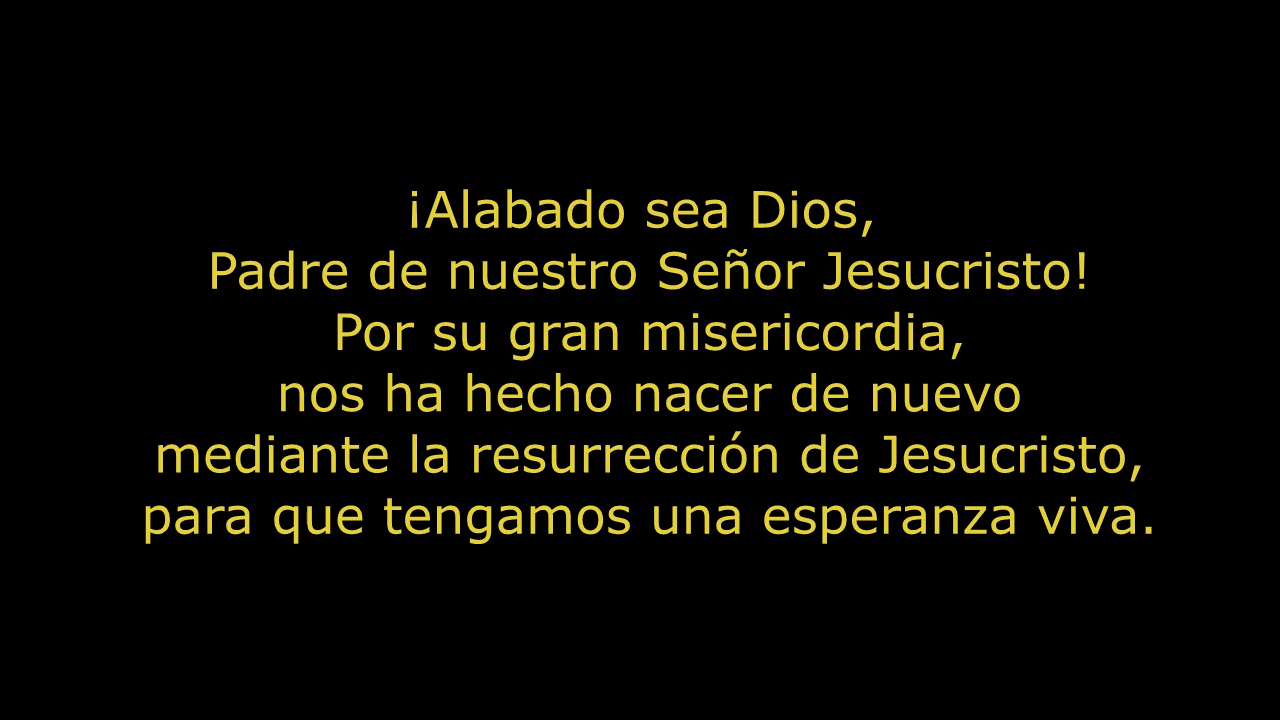 ¡Alabado sea Dios,
Padre de nuestro Señor Jesucristo!
Por su gran misericordia,
nos ha hecho nacer de nuevo
mediante la resurrección de Jesucristo,
para que tengamos una esperanza viva.